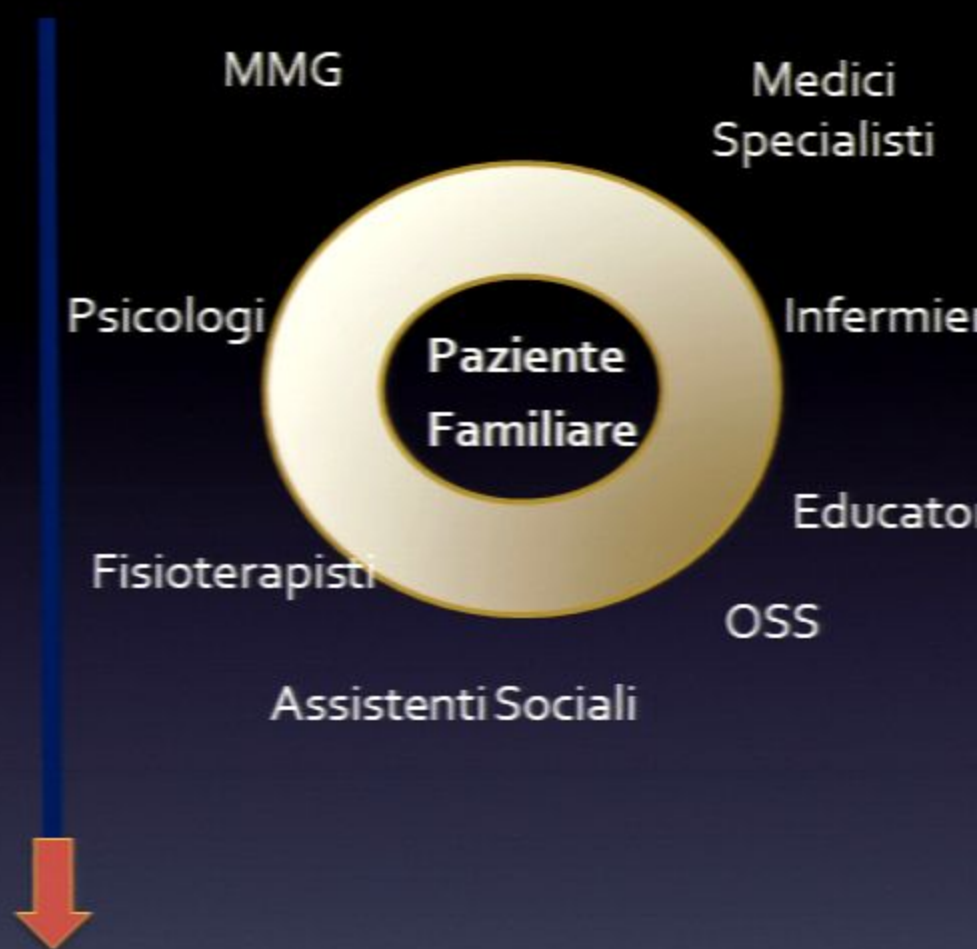 MMG
Medici
Specialisti
Psicologi
Infermier
Paziente
Familiare
Educator
Fisioterapisti
OSS
Assistenti Sociali